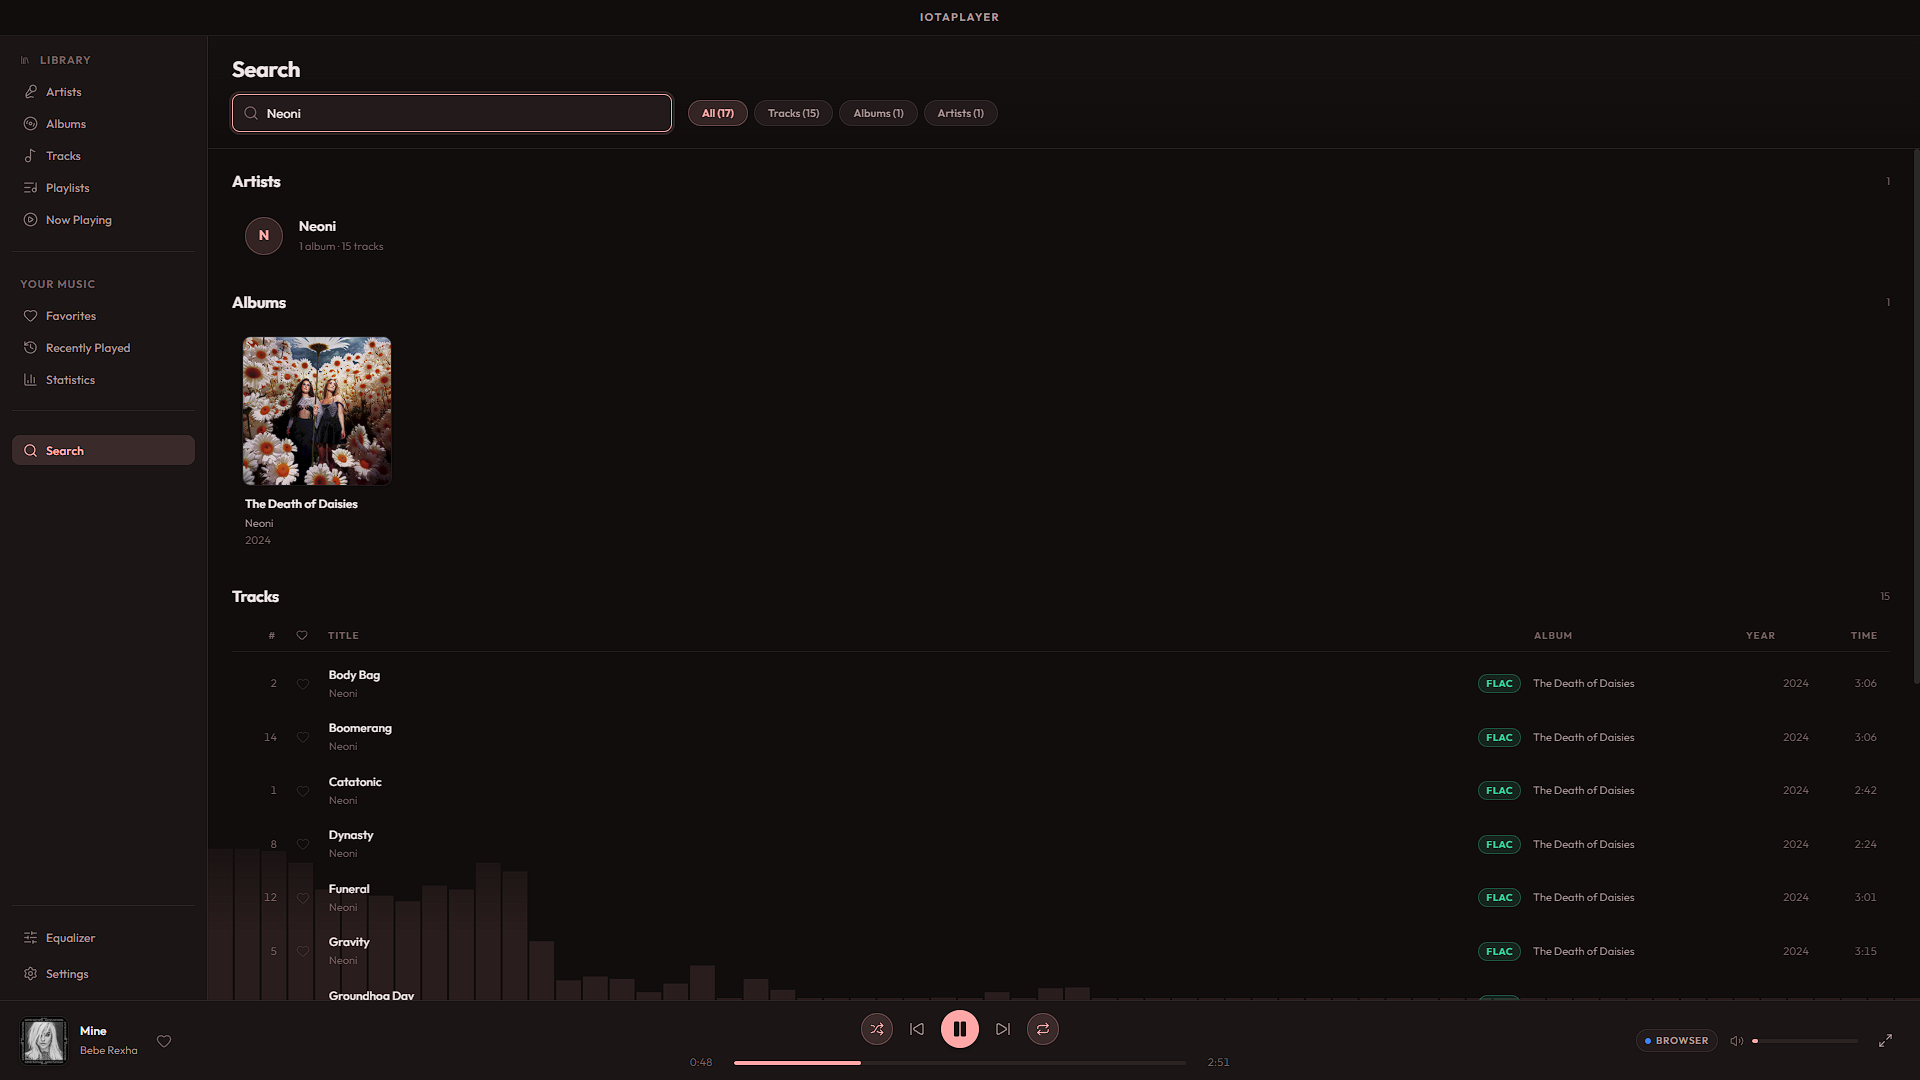 IOTAPLAYER
LIBRARY
Artists
Albums
Tracks
Playlists
Now Playing
YOUR MUSIC
Favorites
Recently Played
Statistics
Search
Equalizer
Settings
Search
Neoni
All (17)
Tracks (15)
Albums (1)
Artists (1)
Artists
1
N
Neoni
1 album · 15 tracks
Albums
1
The Death of Daisies
Neoni
2024
Tracks
15
# TITLE ALBUM YEAR TIME
2 Body Bag FLAC The Death of Daisies 2024 3:06
Neoni
14 Boomerang FLAC The Death of Daisies 2024 3:06
Neoni
1 Catatonic FLAC The Death of Daisies 2024 2:42
Neoni
8 Dynasty FLAC The Death of Daisies 2024 2:24
Neoni
12 Funeral FLAC The Death of Daisies 2024 3:01
Neoni
5 Gravity FLAC The Death of Daisies 2024 3:15
Neoni
Groundhog Day
Mine
Bebe Rexha
0:48
2:51
BROWSER